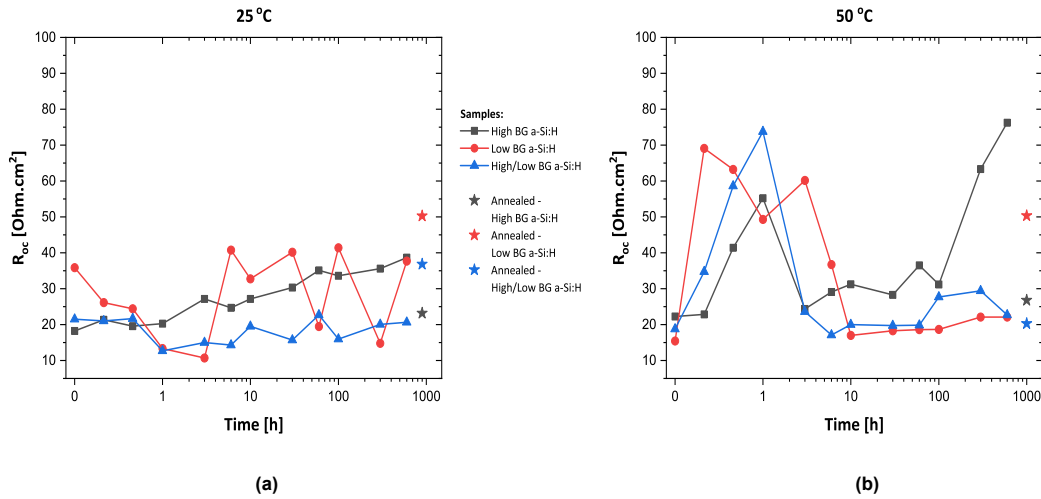 25 °C
100
90
80
70
60
50
40
30
20
10
R_oc [Ohm.cm²]
0
1
10
100
1000
Time [h]
(a)
Samples:
High BG a-Si:H
Low BG a-Si:H
High/Low BG a-Si:H
Annealed -
High BG a-Si:H
Annealed -
Low BG a-Si:H
Annealed -
High/Low BG a-Si:H
50 °C
100
90
80
70
60
50
40
30
20
10
R_oc [Ohm.cm²]
0
1
10
100
1000
Time [h]
(b)